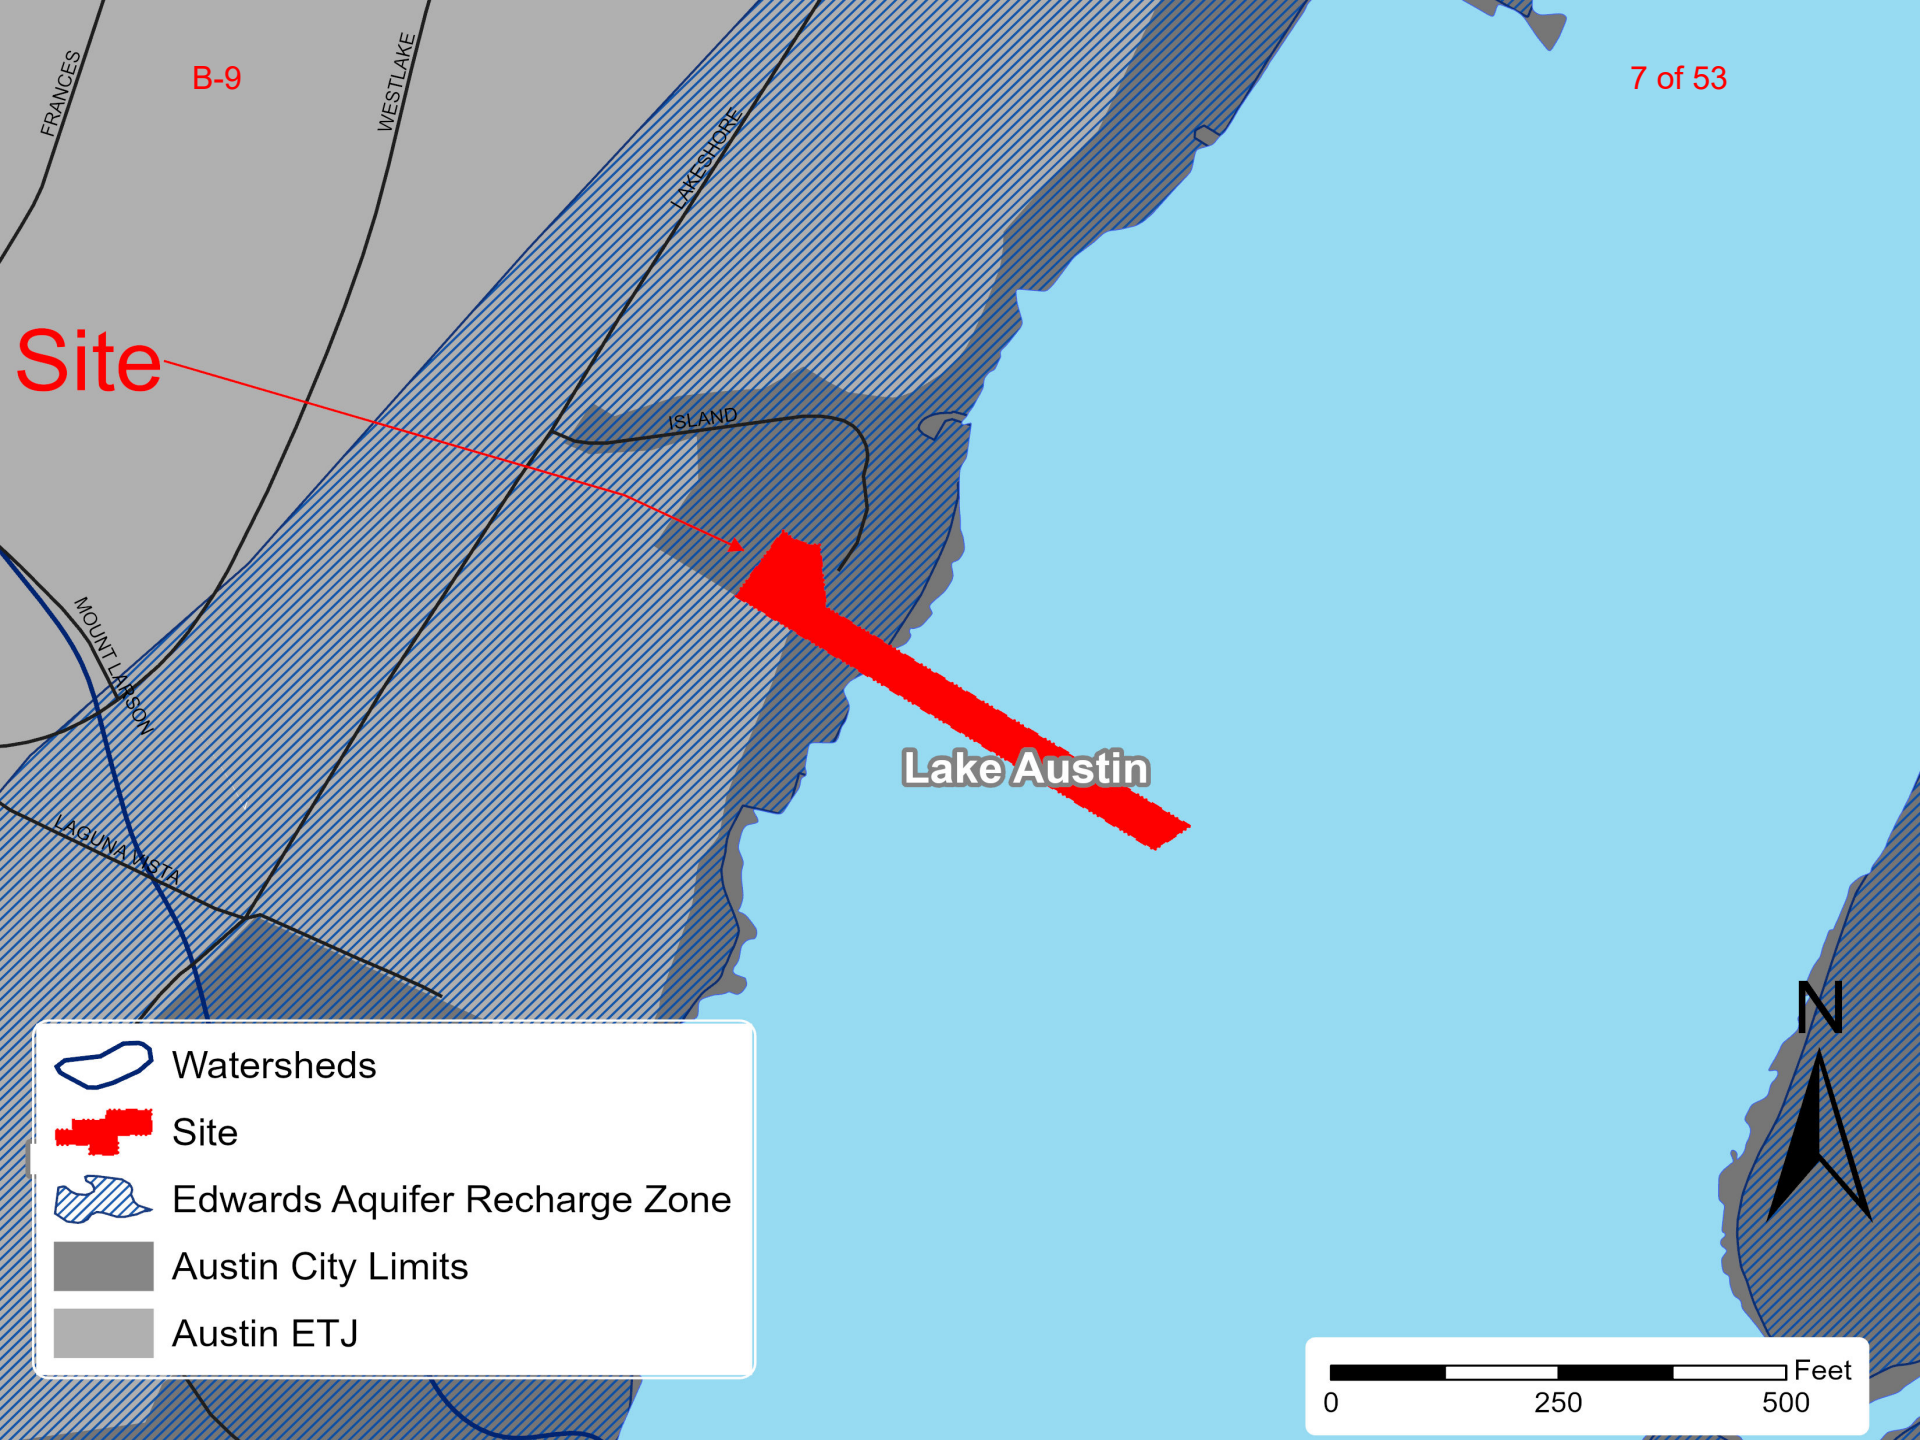 B-9
7 of 53
FRANCES
WESTLAKE
LAKESHORE
Site
ISLAND
MOUNT LARSON
Lake Austin
LAGUNA VISTA
N
Watersheds
Site
Edwards Aquifer Recharge Zone
Austin City Limits
Austin ETJ
Feet
0 250 500